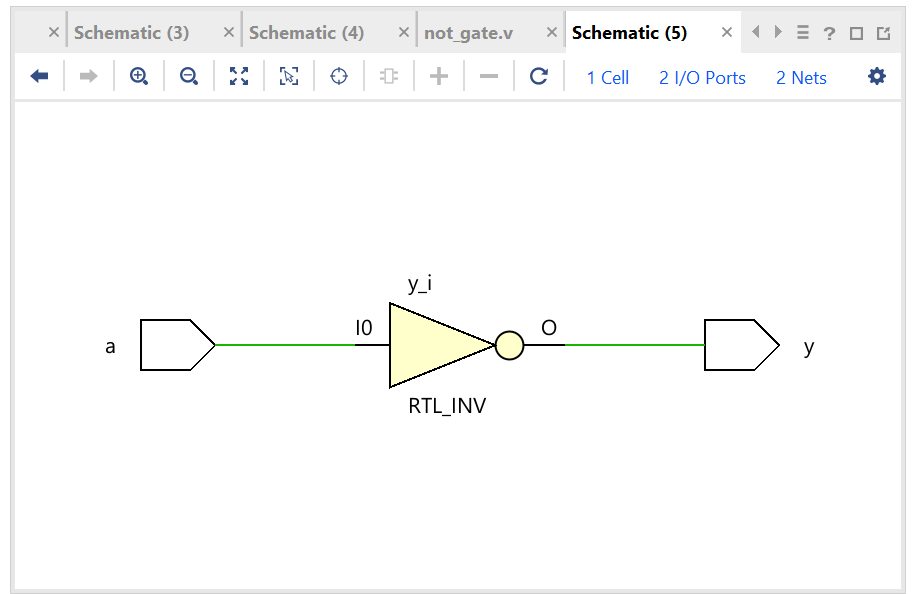 Schematic (3) Schematic (4) not_gate.v Schematic (5) ?
1 Cell 2 I/O Ports 2 Nets
y_i
I0 O
a y
RTL_INV